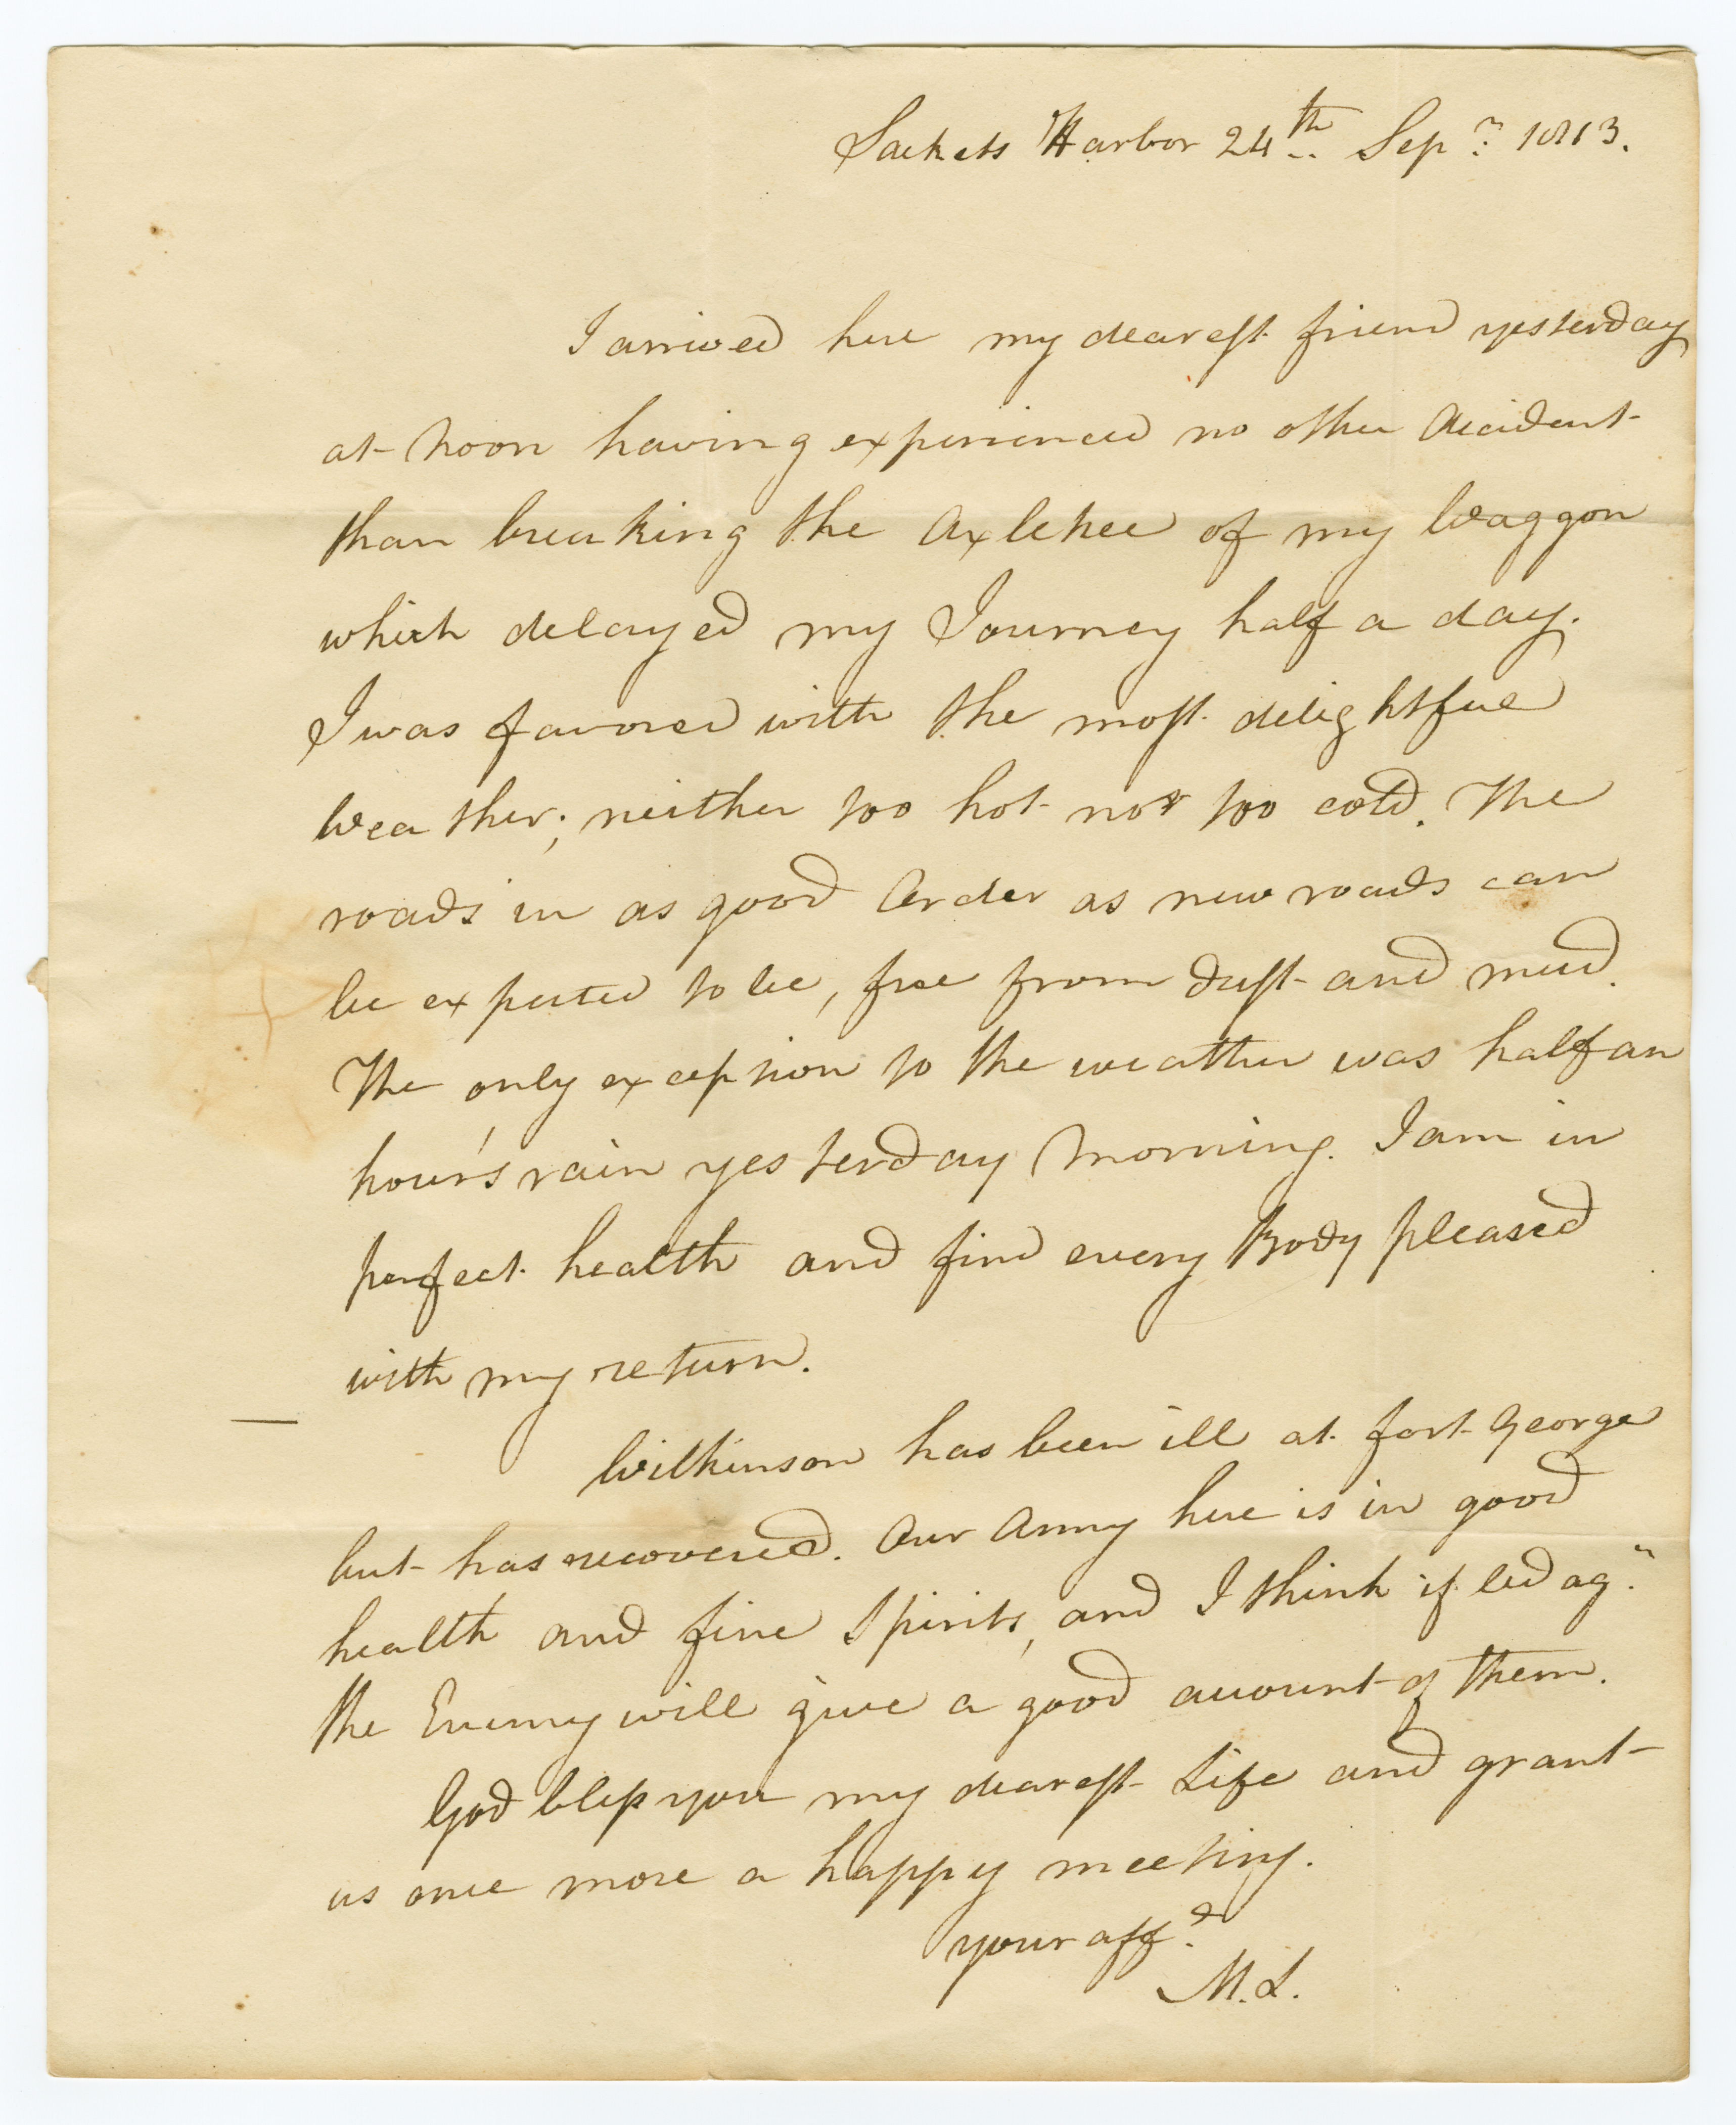 Sackets Harbor 24th Sepr 1813.
I arrived here my dearest friend yesterday
at Noon having experienced no other Accident
than breaking the Axletree of my Waggon
which delayed my Journey half a day.
I was favored with the most delightful
Weather; neither too hot nor too cold. The
roads in as good Order as new roads can
be expected to be, free from dust and mud.
The only exception to the weather was half an
hour's rain yesterday Morning. I am in
perfect health and find every Body pleased
with my return.
— Wilkinson has been ill at fort George
but has recovered. Our Army here is in good
health and fine Spirits, and I think if led agn
the Enemy will give a good account of them.
God bless you my dearest Life and grant
us once more a happy meeting.
your affe
M.L.